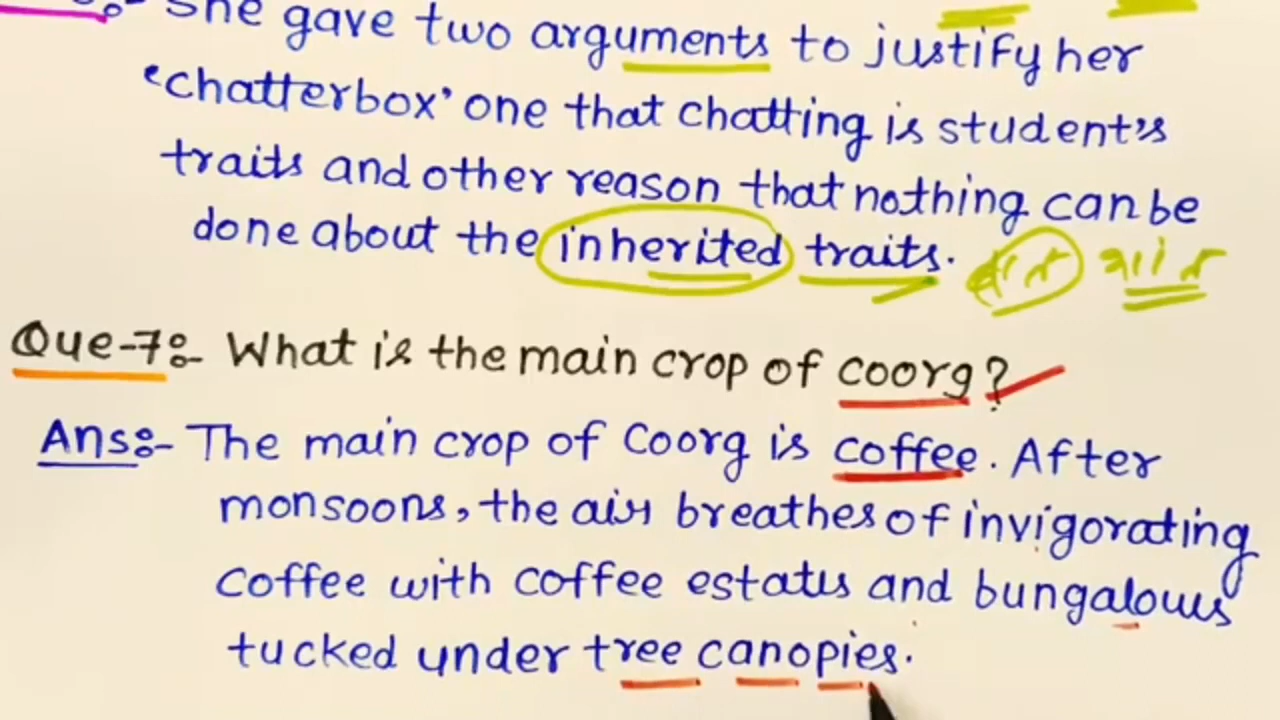 She gave two arguments to justify her
'chatterbox' one that chatting is student's
traits and other reason that nothing can be
done about the inherited traits.
Que-7:- What is the main crop of coorg?
Ans:- The main crop of Coorg is coffee. After
monsoons, the air breathes of invigorating
coffee with coffee estates and bungalows
tucked under tree canopies.